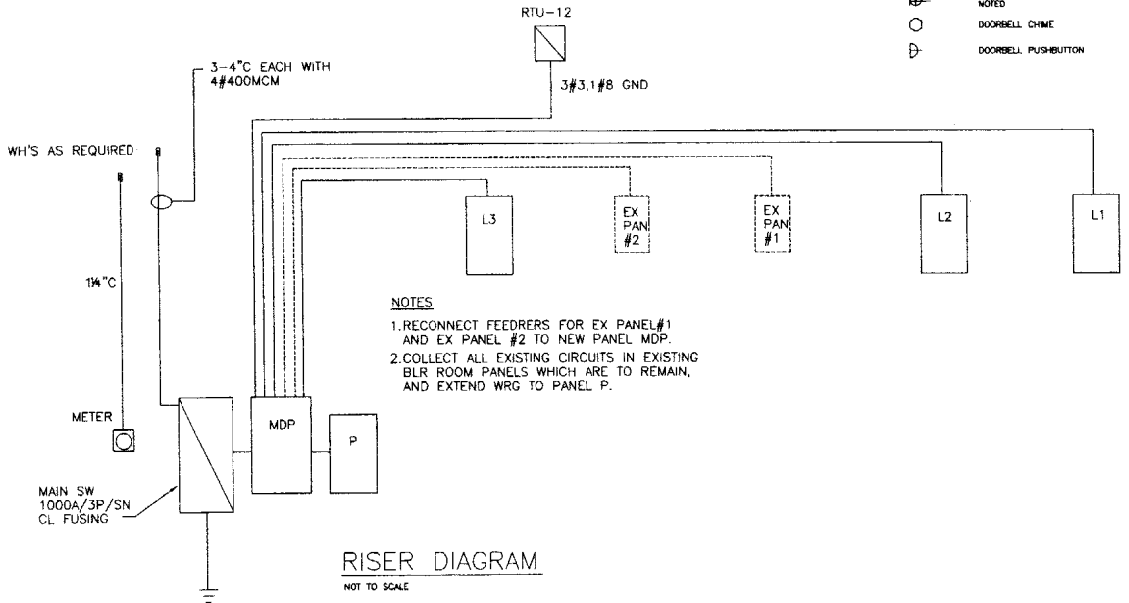 RTU-12
NOTED
DOORBELL CHIME
DOORBELL PUSHBUTTON
3-4"C EACH WITH
4#400MCM
3#3,1#8 GND
WH'S AS REQUIRED
L3
EX
PAN
#2
EX
PAN
#1
L2
L1
1¼"C
NOTES
1.RECONNECT FEEDRERS FOR EX PANEL#1
AND EX PANEL #2 TO NEW PANEL MDP.
2.COLLECT ALL EXISTING CIRCUITS IN EXISTING
BLR ROOM PANELS WHICH ARE TO REMAIN,
AND EXTEND WRG TO PANEL P.
METER
MDP
P
MAIN SW
1000A/3P/SN
CL FUSING
RISER DIAGRAM
NOT TO SCALE